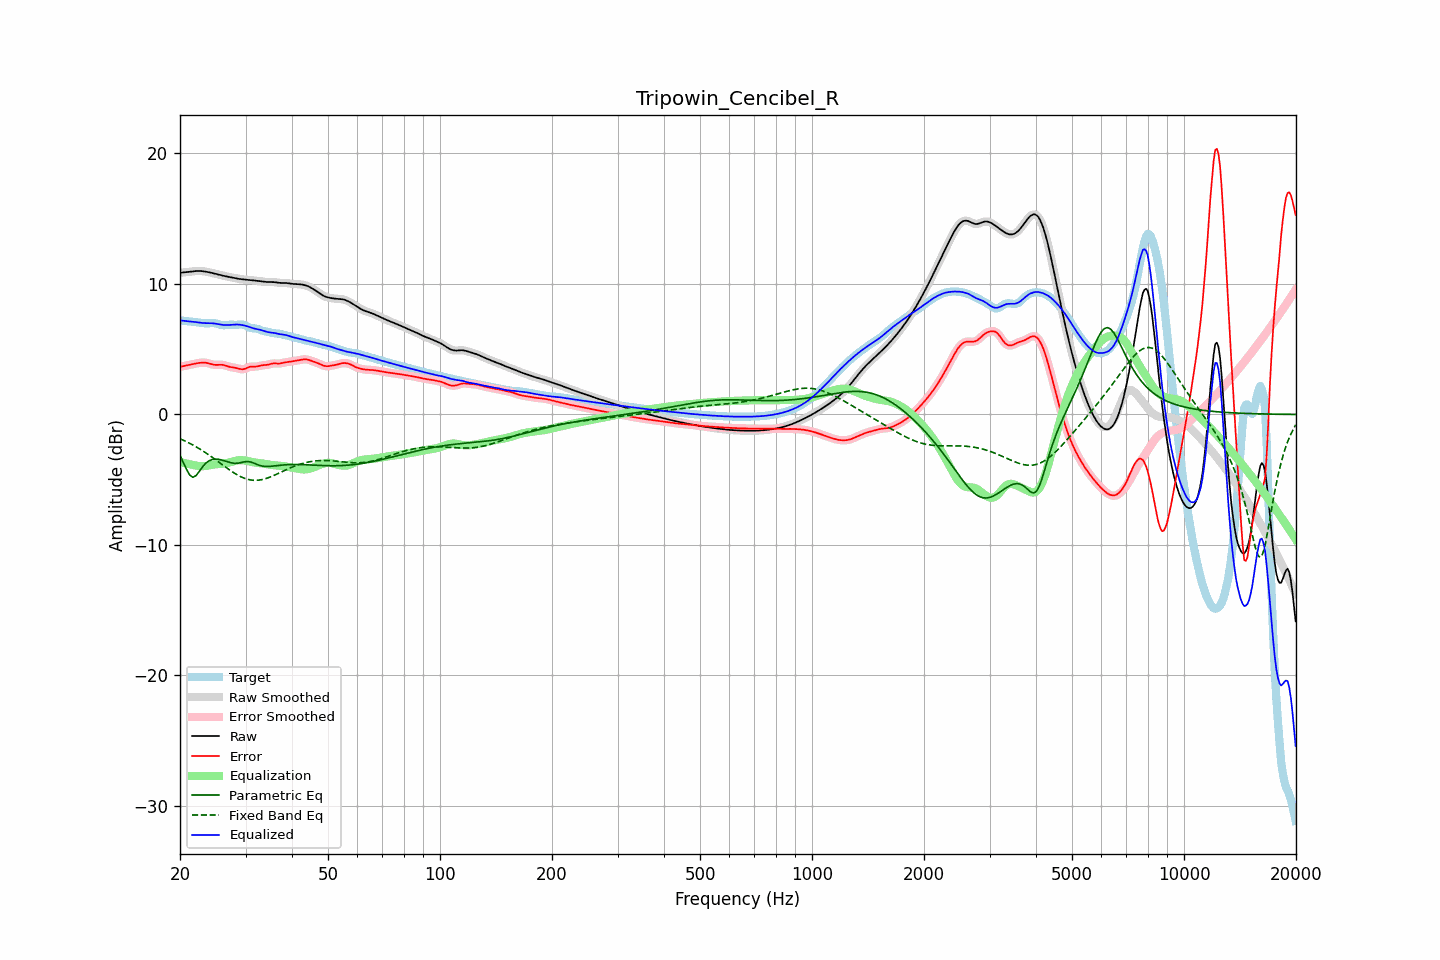 Tripowin_Cencibel_R
Amplitude (dBr)
20
10
0
−10
−20
−30
Target
Raw Smoothed
Error Smoothed
Raw
Error
Equalization
Parametric Eq
Fixed Band Eq
Equalized
20
50
100
200
500
1000
2000
5000
10000
20000
Frequency (Hz)